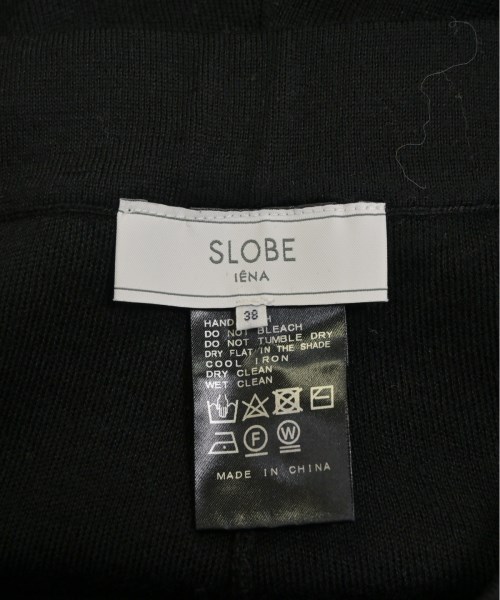 SLOBE
IÉNA
38
HAND
DO NOT BLEACH
DO NOT TUMBLE DRY
DRY FLAT IN THE SHADE
COOL IRON
DRY CLEAN
WET CLEAN
F W
MADE IN CHINA